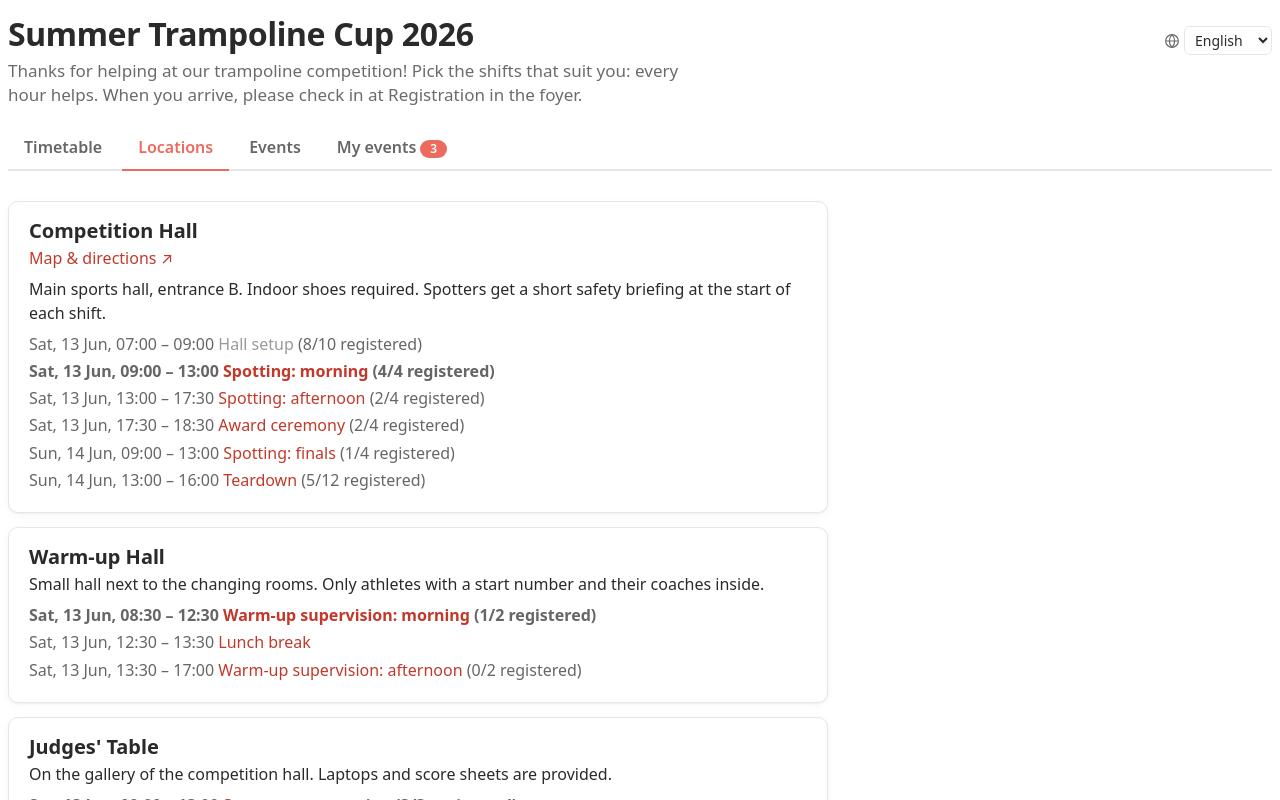 Summer Trampoline Cup 2026
English
Thanks for helping at our trampoline competition! Pick the shifts that suit you: every
hour helps. When you arrive, please check in at Registration in the foyer.
Timetable Locations Events My events 3
Competition Hall
Map & directions ↗
Main sports hall, entrance B. Indoor shoes required. Spotters get a short safety briefing at the start of
each shift.
Sat, 13 Jun, 07:00 – 09:00 Hall setup (8/10 registered)
Sat, 13 Jun, 09:00 – 13:00 Spotting: morning (4/4 registered)
Sat, 13 Jun, 13:00 – 17:30 Spotting: afternoon (2/4 registered)
Sat, 13 Jun, 17:30 – 18:30 Award ceremony (2/4 registered)
Sun, 14 Jun, 09:00 – 13:00 Spotting: finals (1/4 registered)
Sun, 14 Jun, 13:00 – 16:00 Teardown (5/12 registered)
Warm-up Hall
Small hall next to the changing rooms. Only athletes with a start number and their coaches inside.
Sat, 13 Jun, 08:30 – 12:30 Warm-up supervision: morning (1/2 registered)
Sat, 13 Jun, 12:30 – 13:30 Lunch break
Sat, 13 Jun, 13:30 – 17:00 Warm-up supervision: afternoon (0/2 registered)
Judges' Table
On the gallery of the competition hall. Laptops and score sheets are provided.